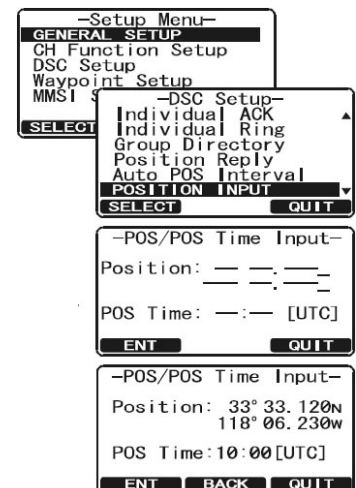 —Setup Menu—
GENERAL SETUP
CH Function Setup
DSC Setup
Waypoint Setup
MMSI
SELECT
—DSC Setup—
Individual ACK
Individual Ring
Group Directory
Position Reply
Auto POS Interval
POSITION INPUT
SELECT QUIT
—POS/POS Time Input—
Position: — —.— — —
— — —.— — —
POS Time: —:— [UTC]
ENT QUIT
—POS/POS Time Input—
Position: 33°33.120N
118°06.230W
POS Time:10:00[UTC]
ENT BACK QUIT